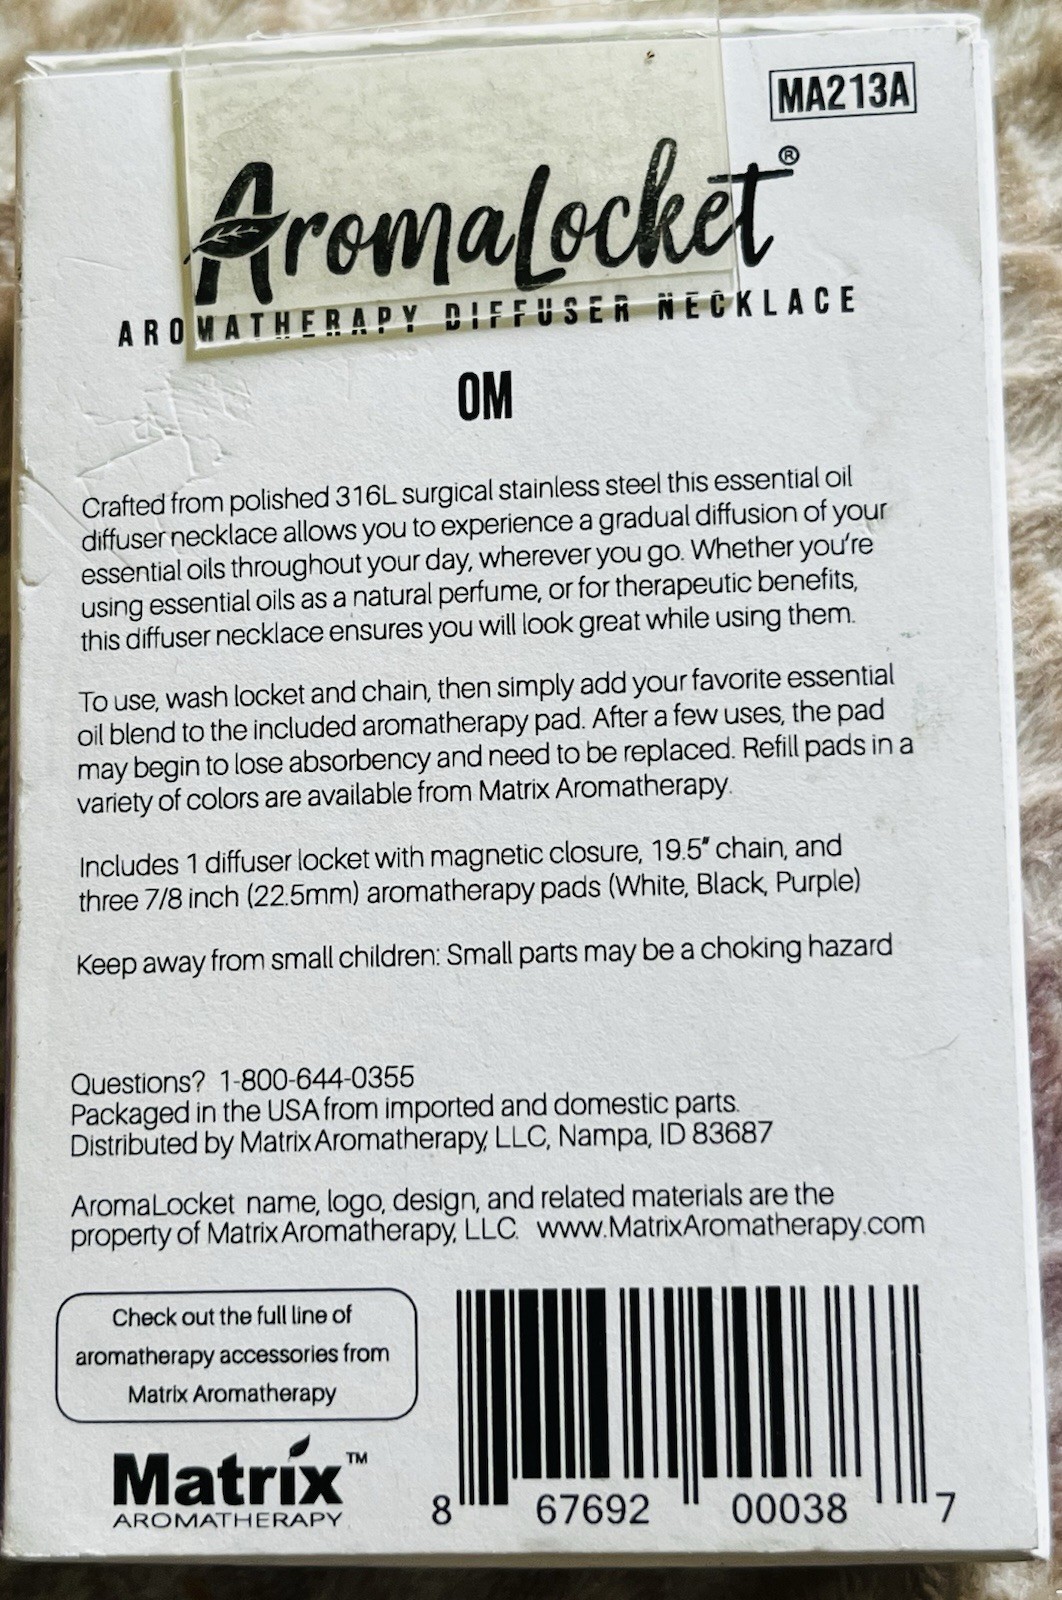 MA213A
AromaLocket®
AROMATHERAPY DIFFUSER NECKLACE
OM
Crafted from polished 316L surgical stainless steel this essential oil
diffuser necklace allows you to experience a gradual diffusion of your
essential oils throughout your day, wherever you go. Whether you're
using essential oils as a natural perfume, or for therapeutic benefits,
this diffuser necklace ensures you will look great while using them.
To use, wash locket and chain, then simply add your favorite essential
oil blend to the included aromatherapy pad. After a few uses, the pad
may begin to lose absorbency and need to be replaced. Refill pads in a
variety of colors are available from Matrix Aromatherapy.
Includes 1 diffuser locket with magnetic closure, 19.5" chain, and
three 7/8 inch (22.5mm) aromatherapy pads (White, Black, Purple)
Keep away from small children: Small parts may be a choking hazard
Questions? 1-800-644-0355
Packaged in the USA from imported and domestic parts.
Distributed by Matrix Aromatherapy, LLC, Nampa, ID 83687
AromaLocket name, logo, design, and related materials are the
property of Matrix Aromatherapy, LLC. www.MatrixAromatherapy.com
Check out the full line of
aromatherapy accessories from
Matrix Aromatherapy
Matrix™
AROMATHERAPY
8 67692 00038 7